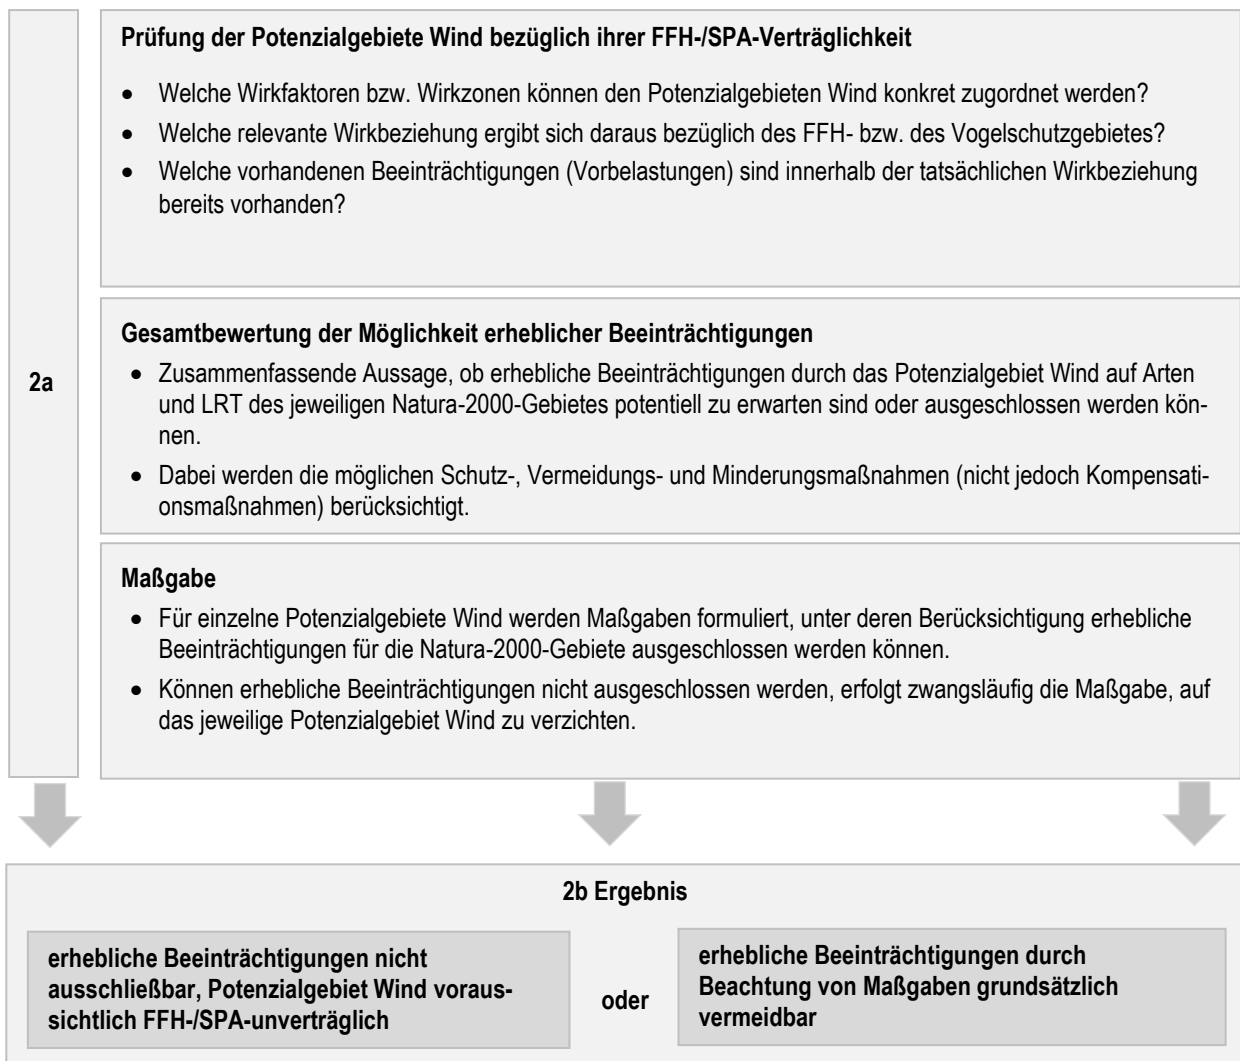 Prüfung der Potenzialgebiete Wind bezüglich ihrer FFH-/SPA-Verträglichkeit
• Welche Wirkfaktoren bzw. Wirkzonen können den Potenzialgebieten Wind konkret zugordnet werden?
• Welche relevante Wirkbeziehung ergibt sich daraus bezüglich des FFH- bzw. des Vogelschutzgebietes?
• Welche vorhandenen Beeinträchtigungen (Vorbelastungen) sind innerhalb der tatsächlichen Wirkbeziehung
bereits vorhanden?
2a
Gesamtbewertung der Möglichkeit erheblicher Beeinträchtigungen
• Zusammenfassende Aussage, ob erhebliche Beeinträchtigungen durch das Potenzialgebiet Wind auf Arten
und LRT des jeweiligen Natura-2000-Gebietes potentiell zu erwarten sind oder ausgeschlossen werden kön-
nen.
• Dabei werden die möglichen Schutz-, Vermeidungs- und Minderungsmaßnahmen (nicht jedoch Kompensati-
onsmaßnahmen) berücksichtigt.
Maßgabe
• Für einzelne Potenzialgebiete Wind werden Maßgaben formuliert, unter deren Berücksichtigung erhebliche
Beeinträchtigungen für die Natura-2000-Gebiete ausgeschlossen werden können.
• Können erhebliche Beeinträchtigungen nicht ausgeschlossen werden, erfolgt zwangsläufig die Maßgabe, auf
das jeweilige Potenzialgebiet Wind zu verzichten.
2b Ergebnis
erhebliche Beeinträchtigungen nicht
ausschließbar, Potenzialgebiet Wind voraus-
sichtlich FFH-/SPA-unverträglich
oder
erhebliche Beeinträchtigungen durch
Beachtung von Maßgaben grundsätzlich
vermeidbar